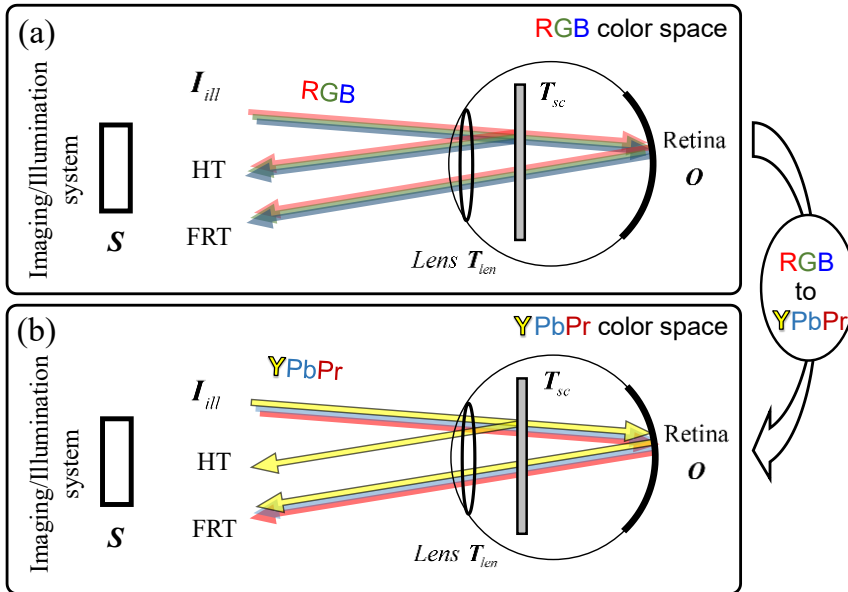 (a)
RGB color space
I_ill
RGB
T_sc
Imaging/Illumination
system
S
HT
FRT
Retina
O
Lens T_len
RGB
to
YPbPr
(b)
YPbPr color space
YPbPr
I_ill
T_sc
Imaging/Illumination
system
S
HT
FRT
Retina
O
Lens T_len